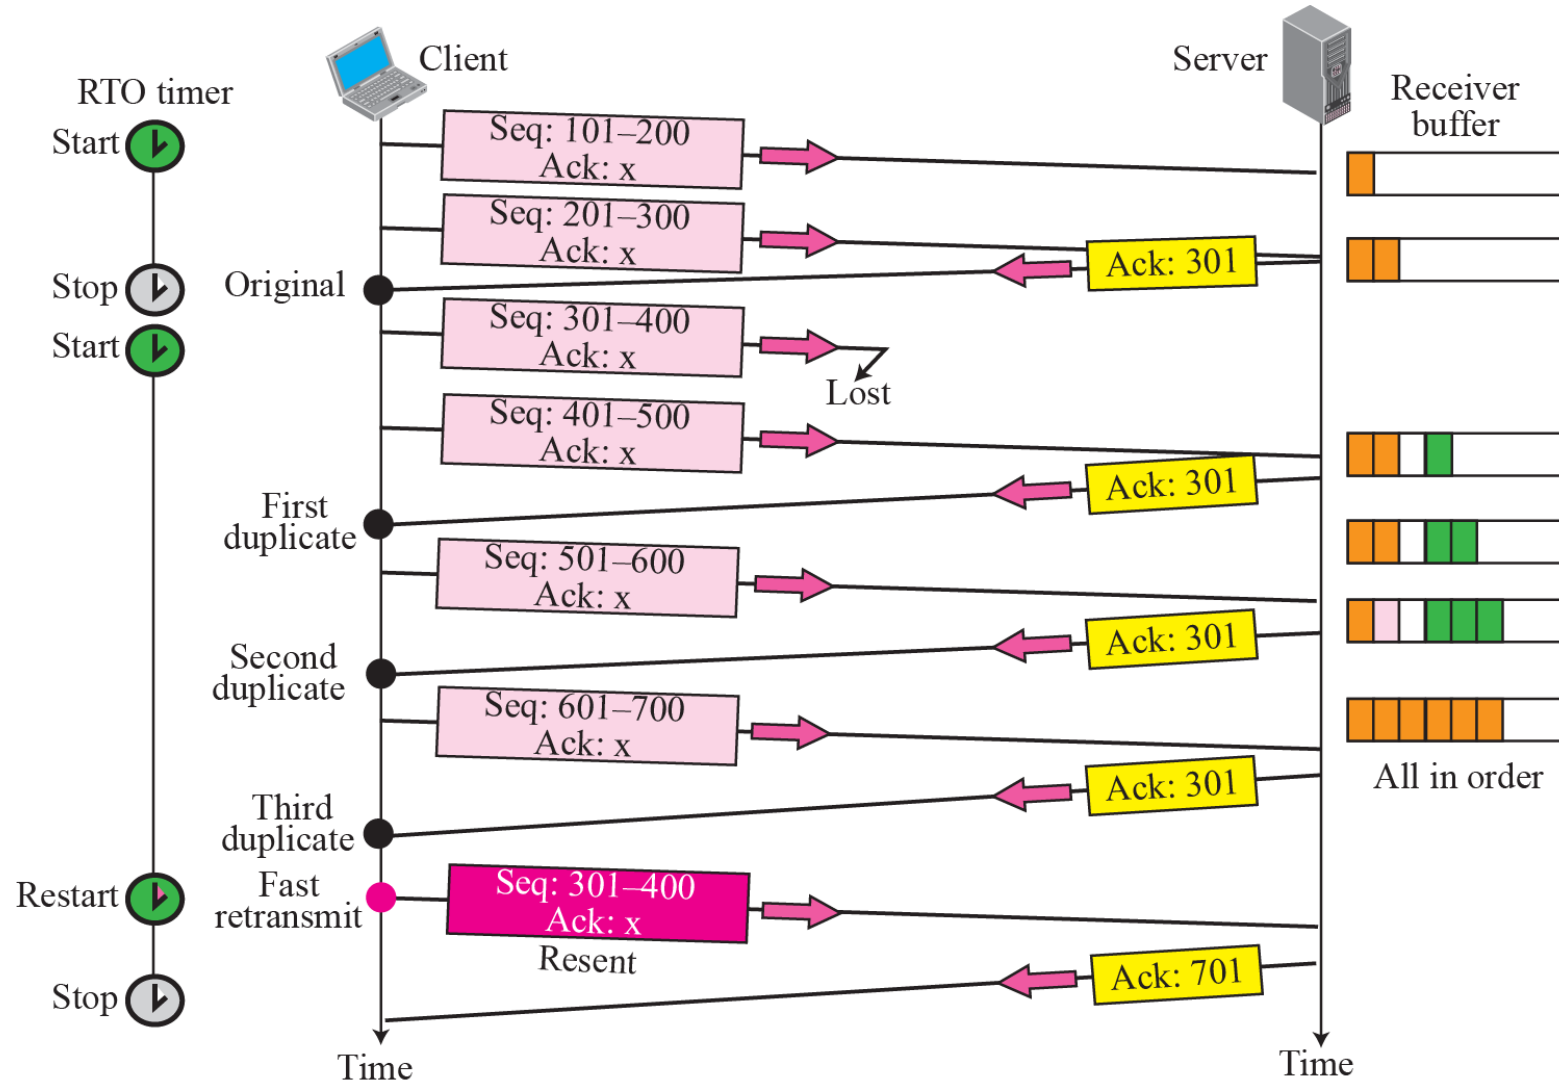 Client
Server
RTO timer
Receiver
buffer
Start
Seq: 101–200
Ack: x
Seq: 201–300
Ack: x
Ack: 301
Stop
Original
Start
Seq: 301–400
Ack: x
Lost
Seq: 401–500
Ack: x
Ack: 301
First
duplicate
Seq: 501–600
Ack: x
Ack: 301
Second
duplicate
Seq: 601–700
Ack: x
Ack: 301
All in order
Third
duplicate
Restart
Fast
retransmit
Seq: 301–400
Ack: x
Resent
Ack: 701
Stop
Time
Time